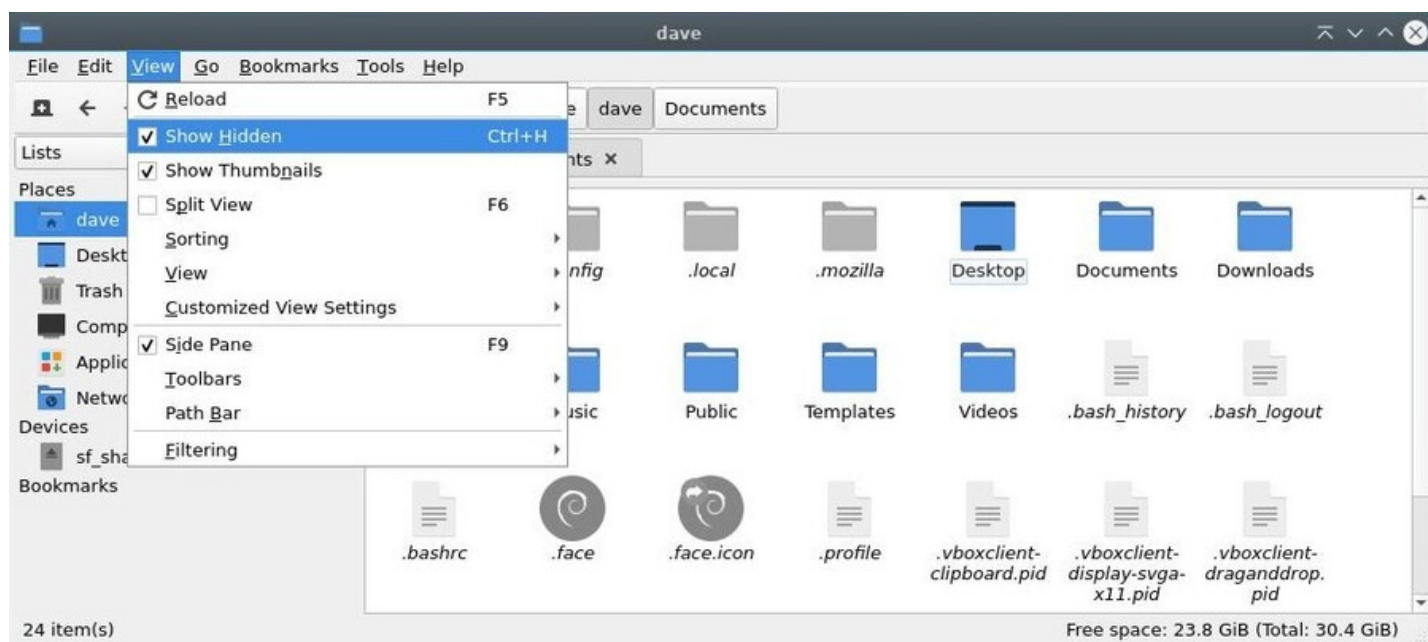 dave
File Edit View Go Bookmarks Tools Help
Reload F5
dave Documents
Show Hidden Ctrl+H
Lists
Show Thumbnails
Places
Split View F6
dave
Sorting
Desktop Documents Downloads
.local .mozilla
View
Trash
Customized View Settings
Side Pane F9
Toolbars
Public Templates Videos .bash_history .bash_logout
Path Bar
Devices
Filtering
Bookmarks
.bashrc .face .face.icon .profile .vboxclient-clipboard.pid .vboxclient-display-svga-x11.pid .vboxclient-draganddrop.pid
24 item(s) Free space: 23.8 GiB (Total: 30.4 GiB)